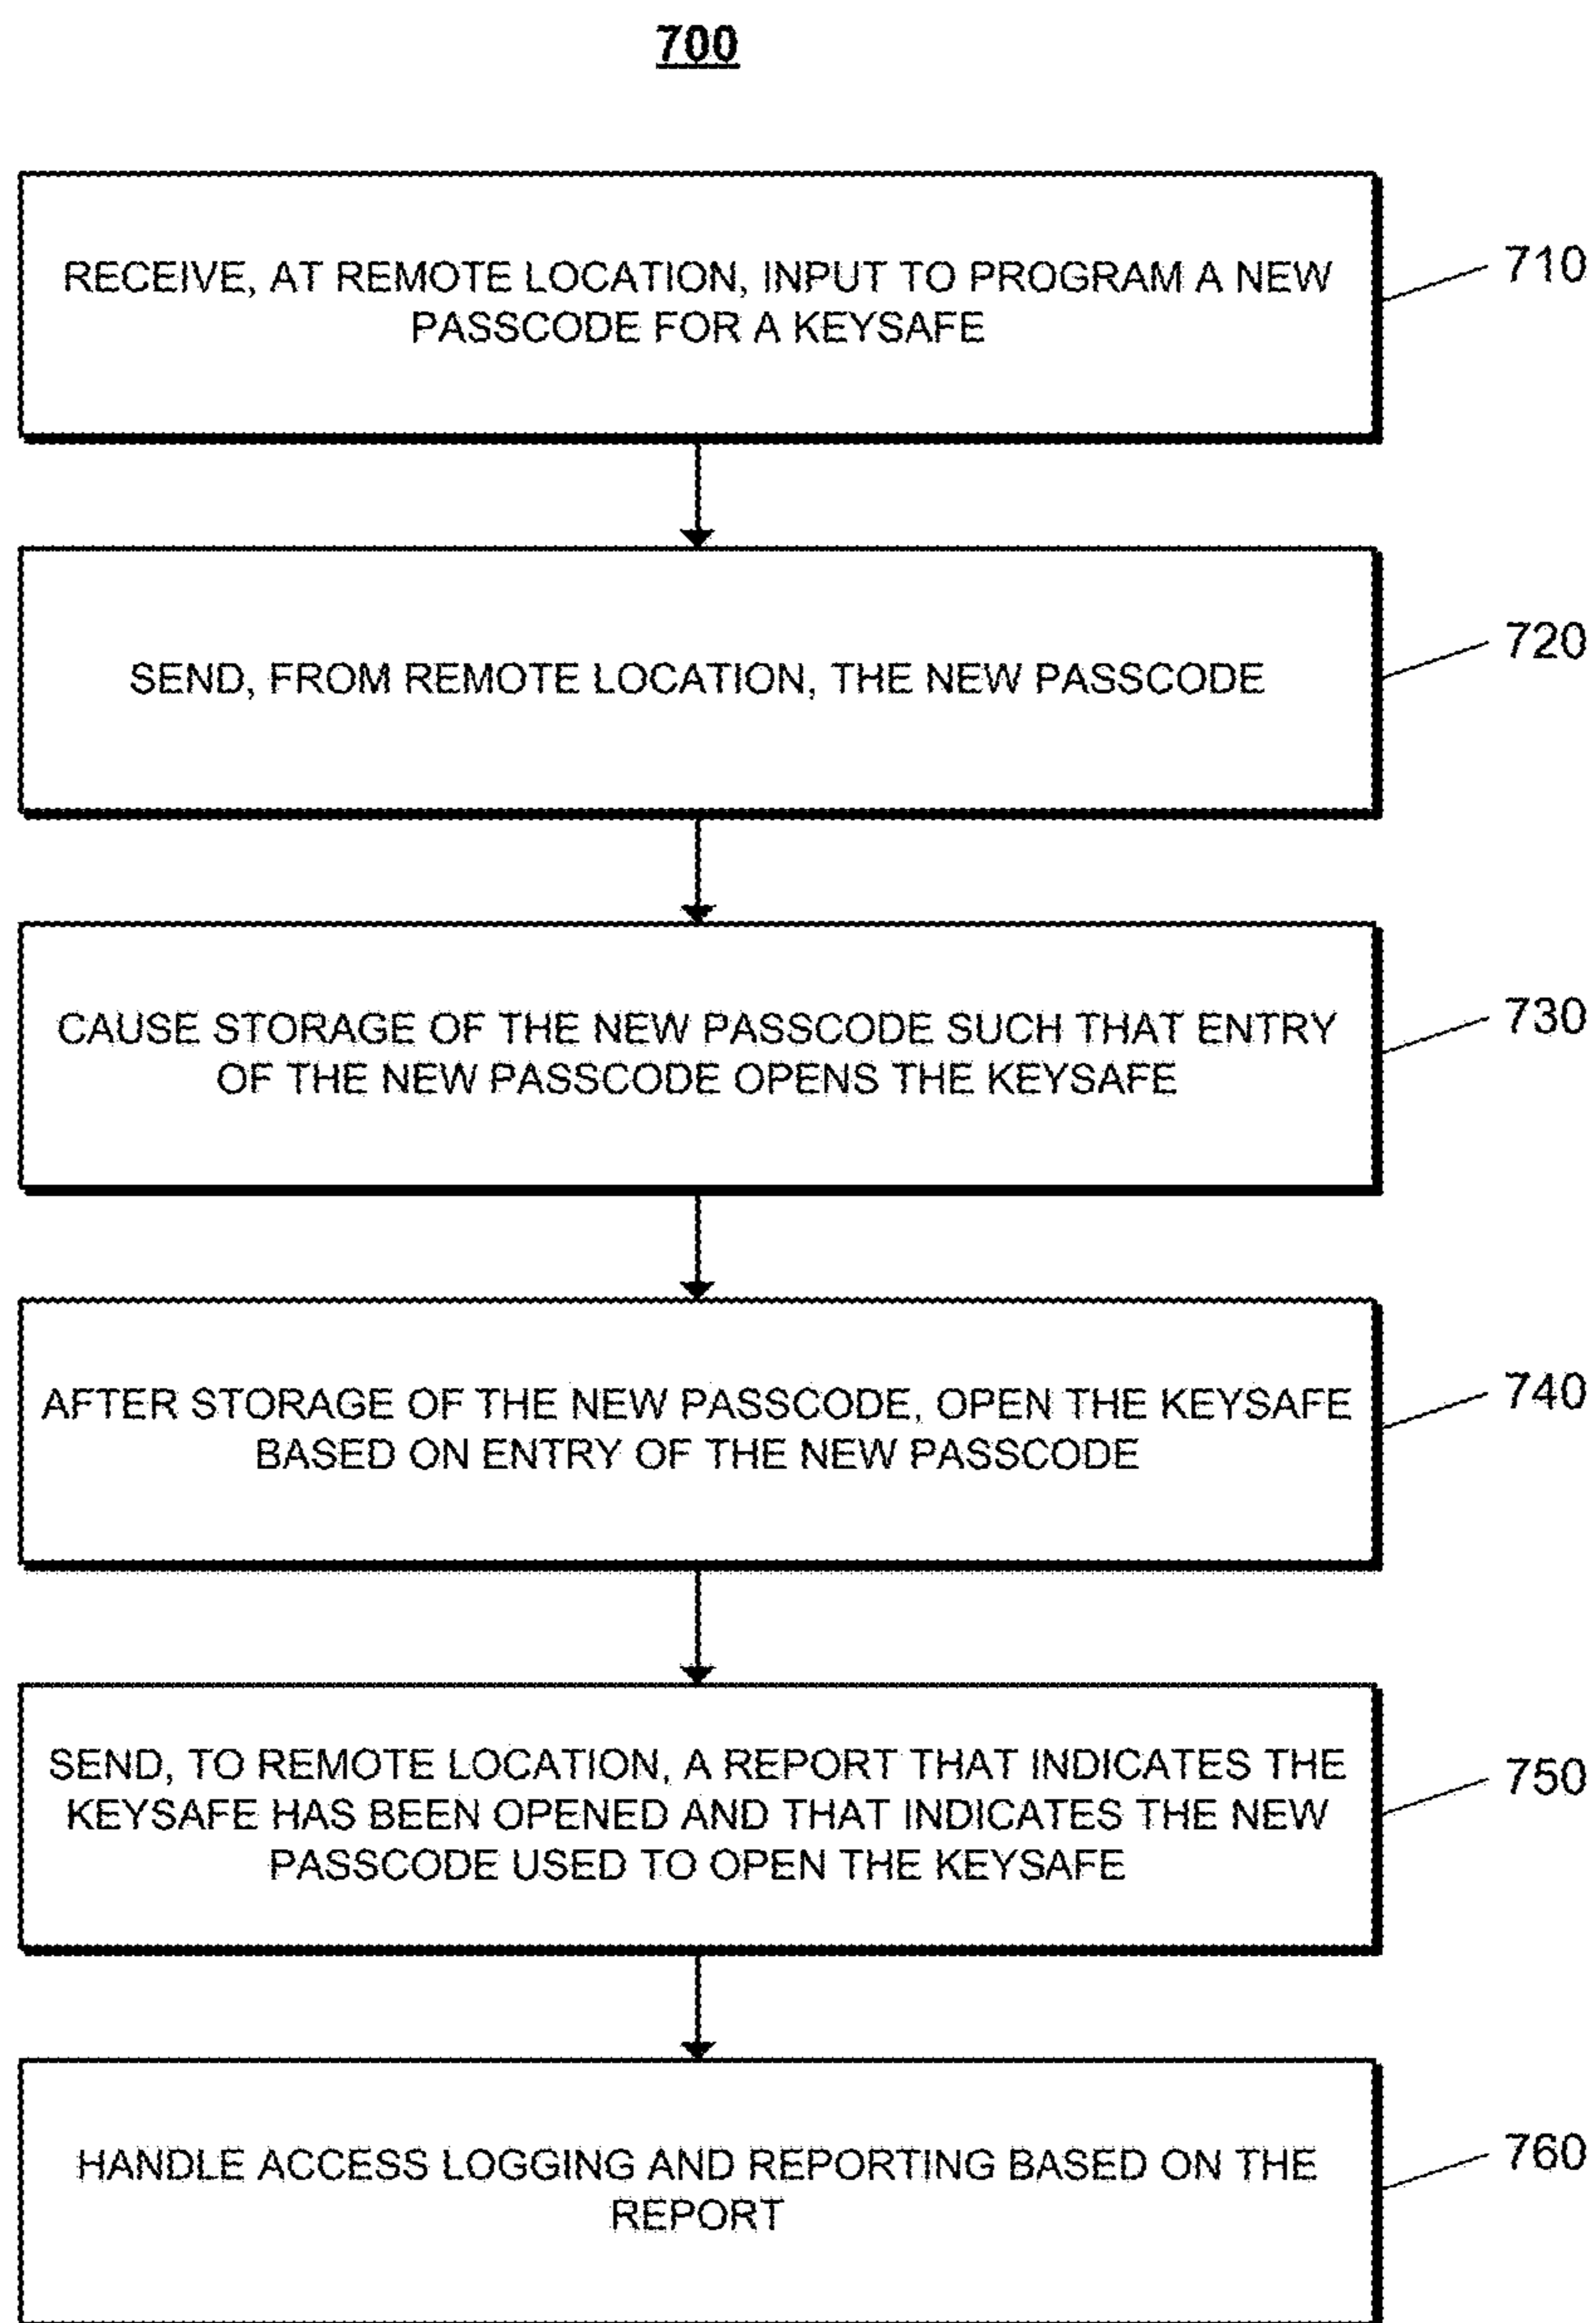 700
RECEIVE, AT REMOTE LOCATION, INPUT TO PROGRAM A NEW
PASSCODE FOR A KEYSAFE
710
SEND, FROM REMOTE LOCATION, THE NEW PASSCODE
720
CAUSE STORAGE OF THE NEW PASSCODE SUCH THAT ENTRY
OF THE NEW PASSCODE OPENS THE KEYSAFE
730
AFTER STORAGE OF THE NEW PASSCODE, OPEN THE KEYSAFE
BASED ON ENTRY OF THE NEW PASSCODE
740
SEND, TO REMOTE LOCATION, A REPORT THAT INDICATES THE
KEYSAFE HAS BEEN OPENED AND THAT INDICATES THE NEW
PASSCODE USED TO OPEN THE KEYSAFE
750
HANDLE ACCESS LOGGING AND REPORTING BASED ON THE
REPORT
760